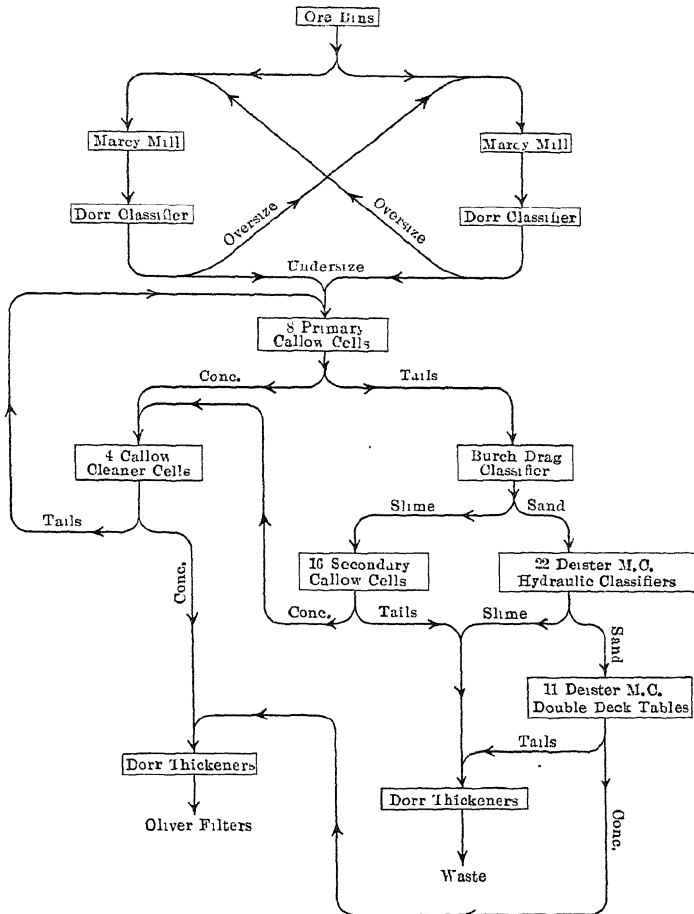 Ore Bins
Marcy Mill
Marcy Mill
Dorr Classifier
Dorr Classifier
Oversize
Oversize
Undersize
8 Primary
Callow Cells
Conc.
Tails
4 Callow
Cleaner Cells
Burch Drag
Classifier
Tails
Slime
Sand
16 Secondary
Callow Cells
22 Deister M.C.
Hydraulic Classifiers
Conc.
Conc.
Tails
Slime
Sand
11 Deister M.C.
Double Deck Tables
Tails
Dorr Thickeners
Dorr Thickeners
Conc.
Oliver Filters
Waste